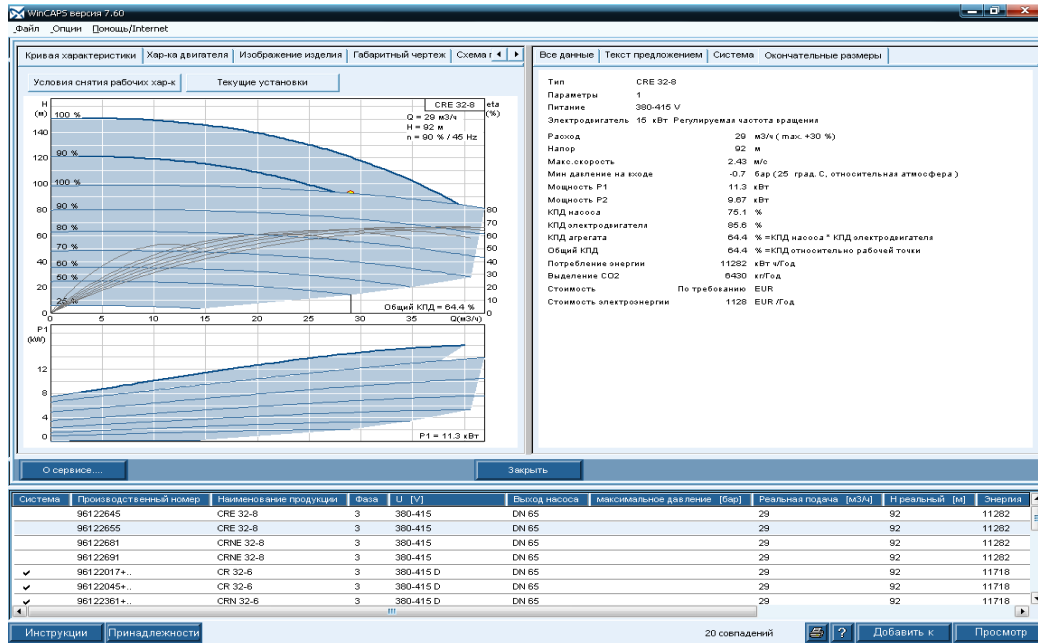 WinCAPS версия 7.60
Файл Опции Помощь/Internet
Кривая характеристики Хар-ка двигателя Изображение изделия Габаритный чертеж Схема г
Все данные Текст предложением Система Окончательные размеры
Условия снятия рабочих хар-к Текущие установки
H (м) CRE 32-8 eta (%)
Q = 29 м3/ч
H = 92 м
n = 90 % / 45 Hz
100 %
140
120 90 %
100 100 %
80 90 % 80
80 % 70
60 70 % 60
50
40 60 % 40
50 % 30
20 20
25 % 10
Общий КПД = 64.4 %
0 0
0 5 10 15 20 25 30 35 Q(м3/ч)
P1
(kW)
12
8
4
0
P1 = 11.3 кВт
Тип CRE 32-8
Параметры 1
Питание 380-415 V
Электродвигатель 15 кВт Регулируемая частота вращения
Расход 29 м3/ч ( max. +30 %)
Напор 92 м
Макс.скорость 2.43 м/с
Мин давление на входе -0.7 бар (25 град. С, относительная атмосфера )
Мощность P1 11.3 кВт
Мощность P2 9.67 кВт
КПД насоса 75.1 %
КПД электродвигателя 85.6 %
КПД агрегата 64.4 % =КПД насоса * КПД электродвигателя
Общий КПД 64.4 % =КПД относительно рабочей точки
Потребление энергии 11282 кВт ч/Год
Выделение CO2 6430 кг/Год
Стоимость По требованию EUR
Стоимость электроэнергии 1128 EUR /Год
О сервисе.... Закрыть
Система Производственный номер Наименование продукции Фаза U [V] Выход насоса максимальное давление [бар] Реальная подача [м3/ч] H реальный [м] Энергия
96122645 CRE 32-8 3 380-415 DN 65 29 92 11282
96122655 CRE 32-8 3 380-415 DN 65 29 92 11282
96122681 CRNE 32-8 3 380-415 DN 65 29 92 11282
96122691 CRNE 32-8 3 380-415 DN 65 29 92 11282
96122017+.. CR 32-6 3 380-415 D DN 65 29 92 11718
96122045+.. CR 32-6 3 380-415 D DN 65 29 92 11718
96122361+.. CRN 32-6 3 380-415 D DN 65 29 92 11718
Инструкции Принадлежности 20 совпадений ? Добавить к Просмотр